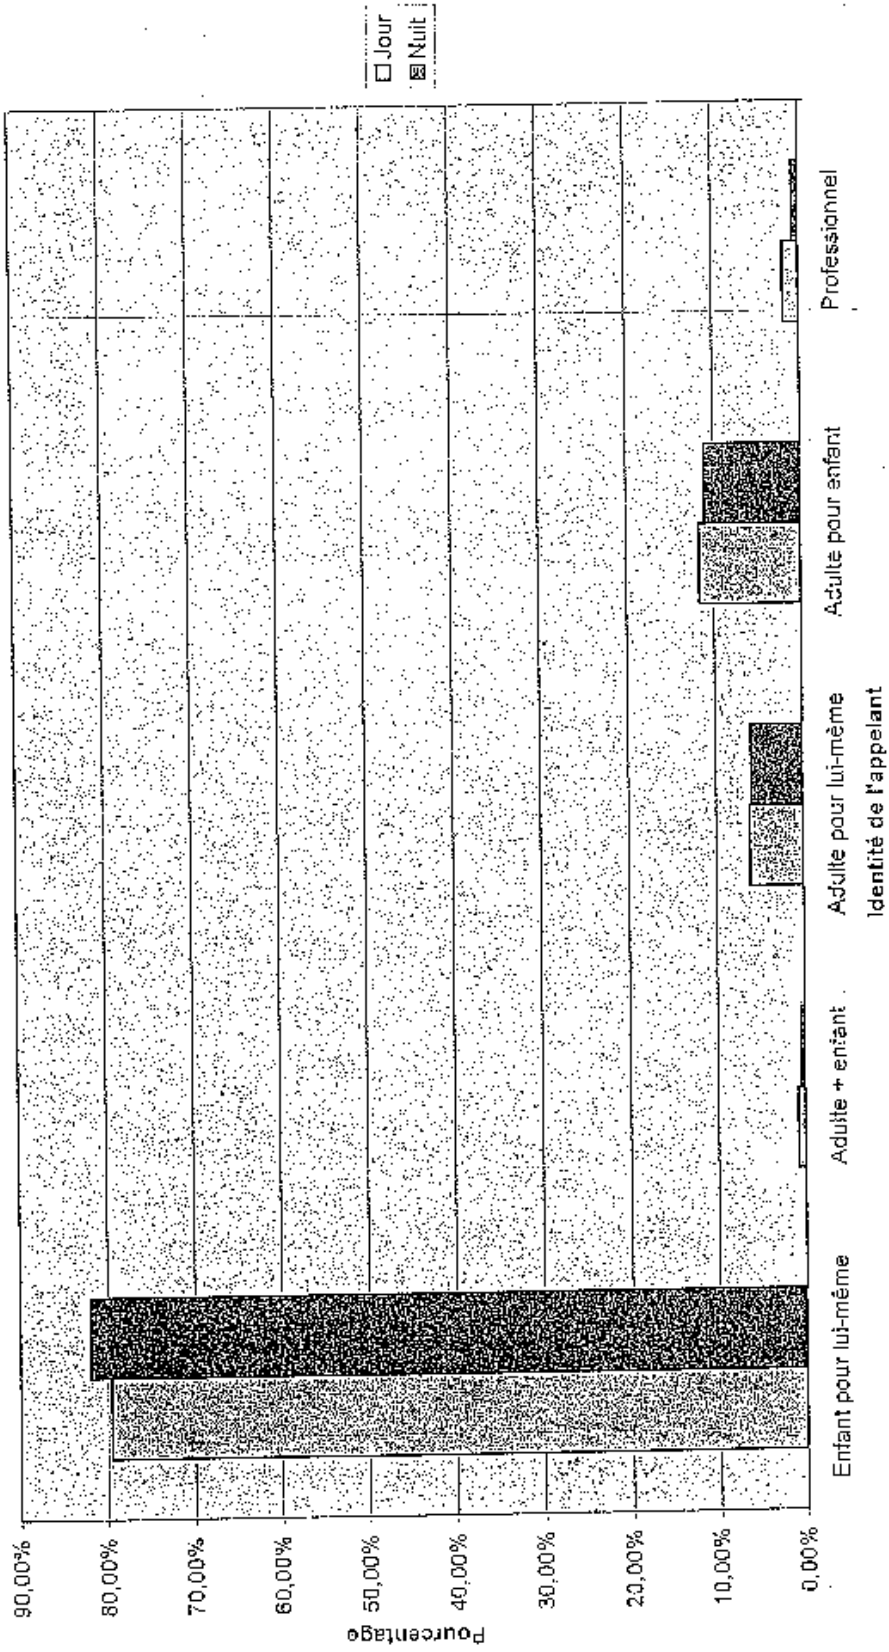 90,00%
80,00%
70,00%
60,00%
50,00%
40,00%
30,00%
20,00%
10,00%
0,00%
Pourcentage
Enfant pour lui-même
Adulte + enfant
Adulte pour lui-même
Adulte pour enfant
Professionnel
Identité de l'appelant
Jour
Nuit